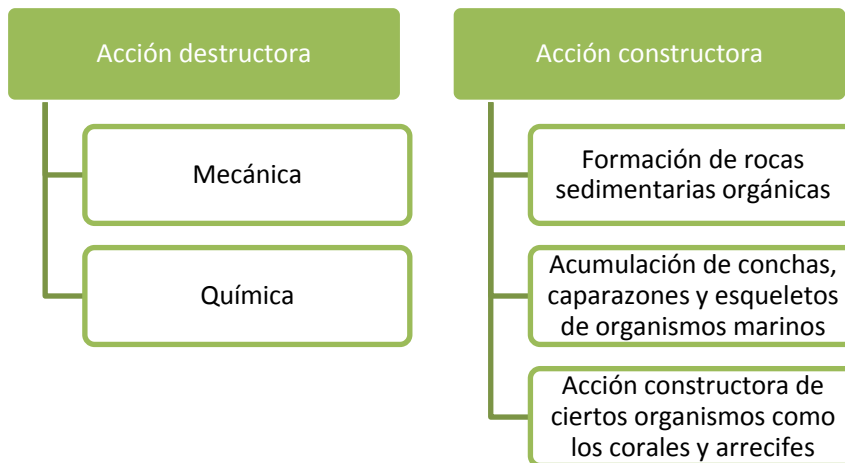 Acción destructora
Mecánica
Química
Acción constructora
Formación de rocas
sedimentarias orgánicas
Acumulación de conchas,
caparazones y esqueletos
de organismos marinos
Acción constructora de
ciertos organismos como
los corales y arrecifes